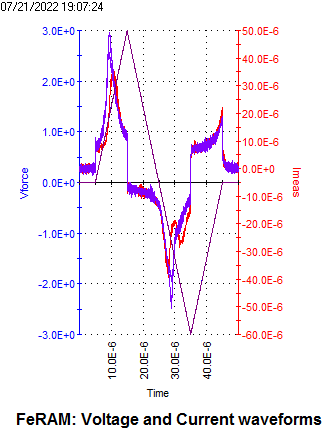 07/21/2022 19:07:24
3.0E+0
2.0E+0
1.0E+0
0.0E+0
-1.0E+0
-2.0E+0
-3.0E+0
Vforce
50.0E-6
40.0E-6
30.0E-6
20.0E-6
10.0E-6
0.0E+0
-10.0E-6
-20.0E-6
-30.0E-6
-40.0E-6
-50.0E-6
-60.0E-6
Imeas
10.0E-6
20.0E-6
30.0E-6
40.0E-6
Time
FeRAM: Voltage and Current waveforms